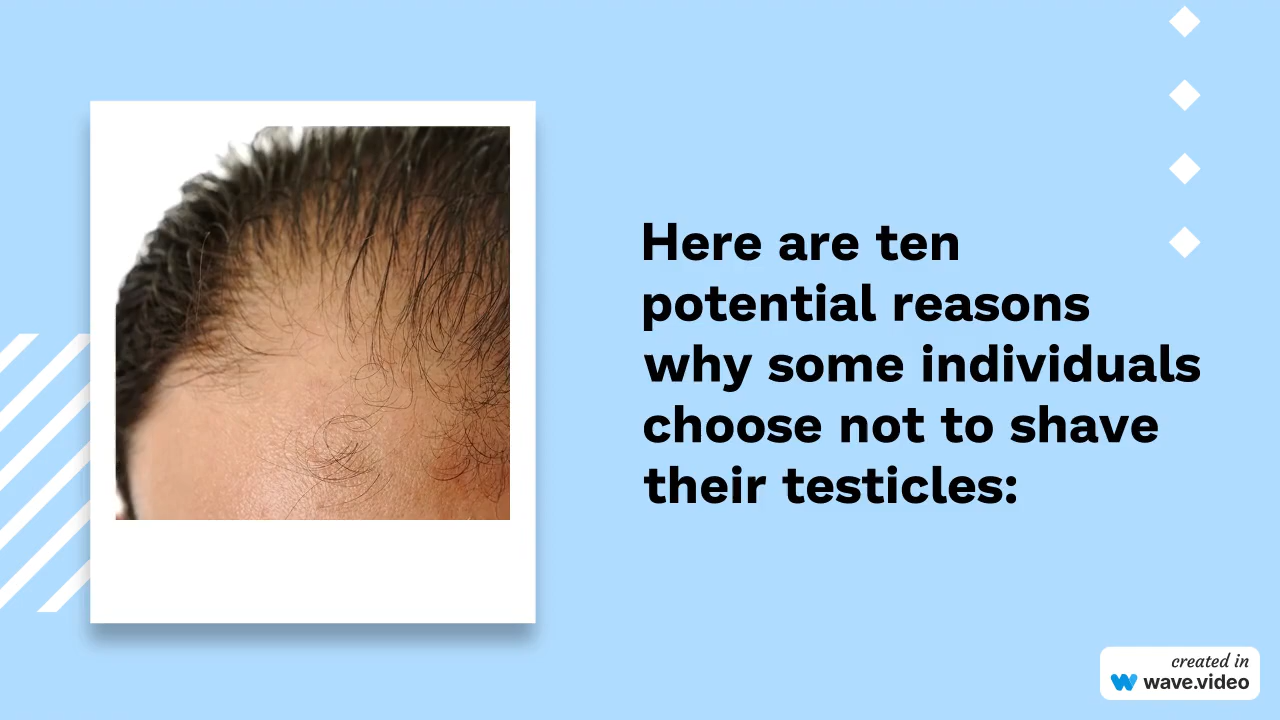 Here are ten
potential reasons
why some individuals
choose not to shave
their testicles:
created in
wave.video